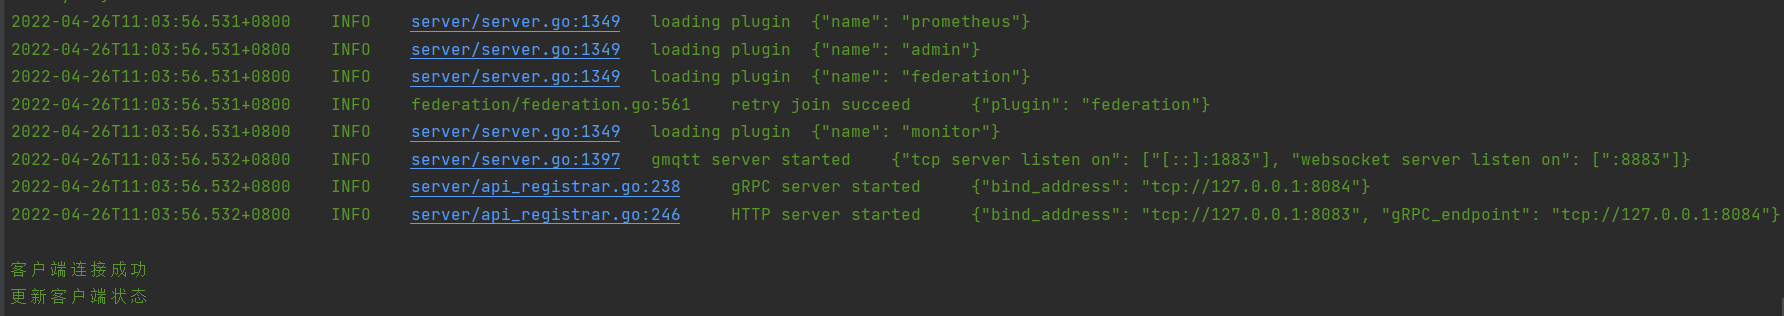 2022-04-26T11:03:56.531+0800 INFO server/server.go:1349 loading plugin {"name": "prometheus"}
2022-04-26T11:03:56.531+0800 INFO server/server.go:1349 loading plugin {"name": "admin"}
2022-04-26T11:03:56.531+0800 INFO server/server.go:1349 loading plugin {"name": "federation"}
2022-04-26T11:03:56.531+0800 INFO federation/federation.go:561 retry join succeed {"plugin": "federation"}
2022-04-26T11:03:56.531+0800 INFO server/server.go:1349 loading plugin {"name": "monitor"}
2022-04-26T11:03:56.532+0800 INFO server/server.go:1397 gmqtt server started {"tcp server listen on": ["[::]:1883"], "websocket server listen on": [":8883"]}
2022-04-26T11:03:56.532+0800 INFO server/api_registrar.go:238 gRPC server started {"bind_address": "tcp://127.0.0.1:8084"}
2022-04-26T11:03:56.532+0800 INFO server/api_registrar.go:246 HTTP server started {"bind_address": "tcp://127.0.0.1:8083", "gRPC_endpoint": "tcp://127.0.0.1:8084"}
客户端连接成功
更新客户端状态